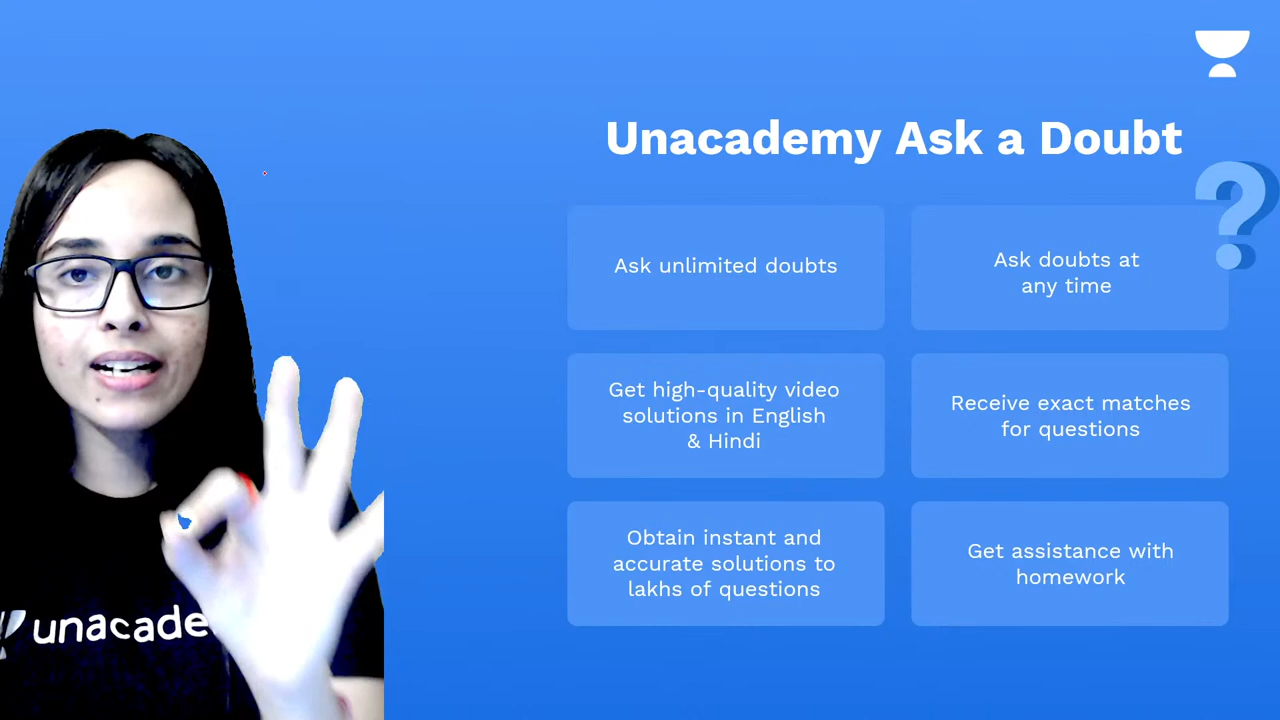 Unacademy Ask a Doubt
?
Ask unlimited doubts
Ask doubts at
any time
Get high-quality video
solutions in English
& Hindi
Receive exact matches
for questions
Obtain instant and
accurate solutions to
lakhs of questions
Get assistance with
homework
unacade